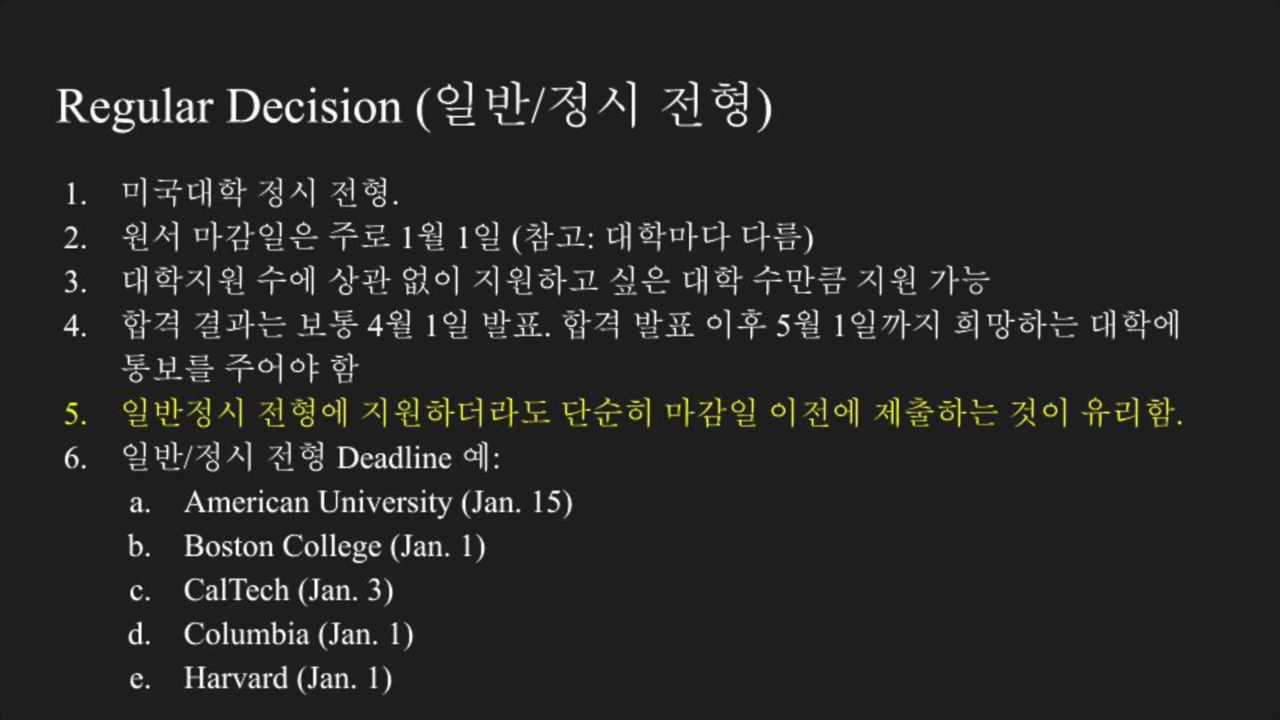 Regular Decision (일반/정시 전형)
1. 미국대학 정시 전형.
2. 원서 마감일은 주로 1월 1일 (참고: 대학마다 다름)
3. 대학지원 수에 상관 없이 지원하고 싶은 대학 수만큼 지원 가능
4. 합격 결과는 보통 4월 1일 발표. 합격 발표 이후 5월 1일까지 희망하는 대학에
통보를 주어야 함
5. 일반정시 전형에 지원하더라도 단순히 마감일 이전에 제출하는 것이 유리함.
6. 일반/정시 전형 Deadline 예:
a. American University (Jan. 15)
b. Boston College (Jan. 1)
c. CalTech (Jan. 3)
d. Columbia (Jan. 1)
e. Harvard (Jan. 1)